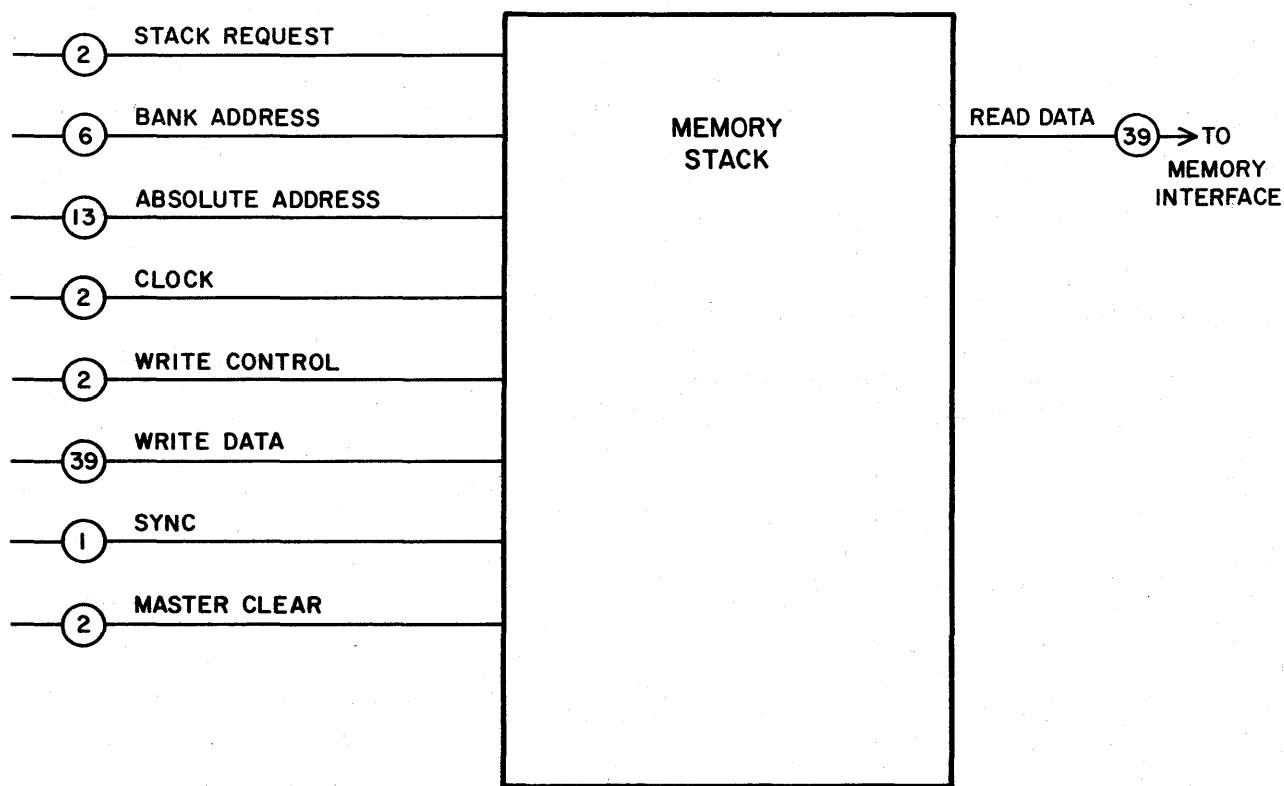 STACK REQUEST
2
BANK ADDRESS
6
ABSOLUTE ADDRESS
13
CLOCK
2
WRITE CONTROL
2
WRITE DATA
39
SYNC
1
MASTER CLEAR
2
MEMORY
STACK
READ DATA
39
TO
MEMORY
INTERFACE